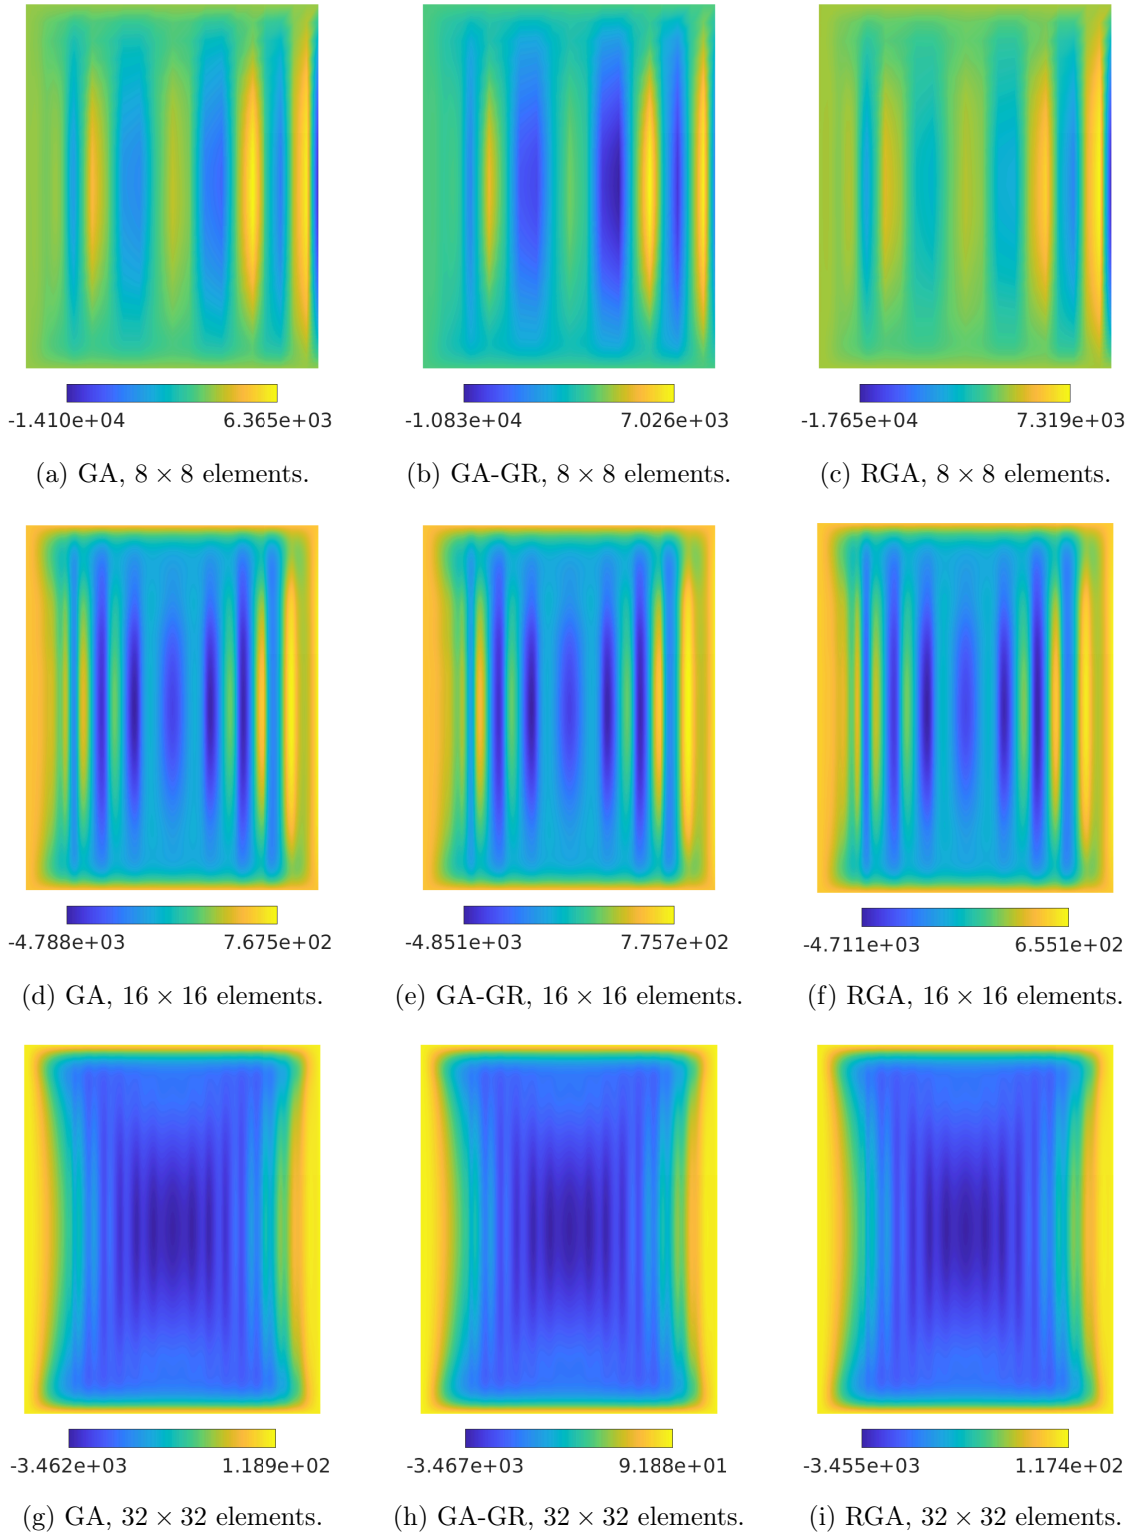 -1.410e+04 6.365e+03 -1.083e+04 7.026e+03 -1.765e+04 7.319e+03
(a) GA, 8 × 8 elements. (b) GA-GR, 8 × 8 elements. (c) RGA, 8 × 8 elements.
-4.788e+03 7.675e+02 -4.851e+03 7.757e+02 -4.711e+03 6.551e+02
(d) GA, 16 × 16 elements. (e) GA-GR, 16 × 16 elements. (f) RGA, 16 × 16 elements.
-3.462e+03 1.189e+02 -3.467e+03 9.188e+01 -3.455e+03 1.174e+02
(g) GA, 32 × 32 elements. (h) GA-GR, 32 × 32 elements. (i) RGA, 32 × 32 elements.